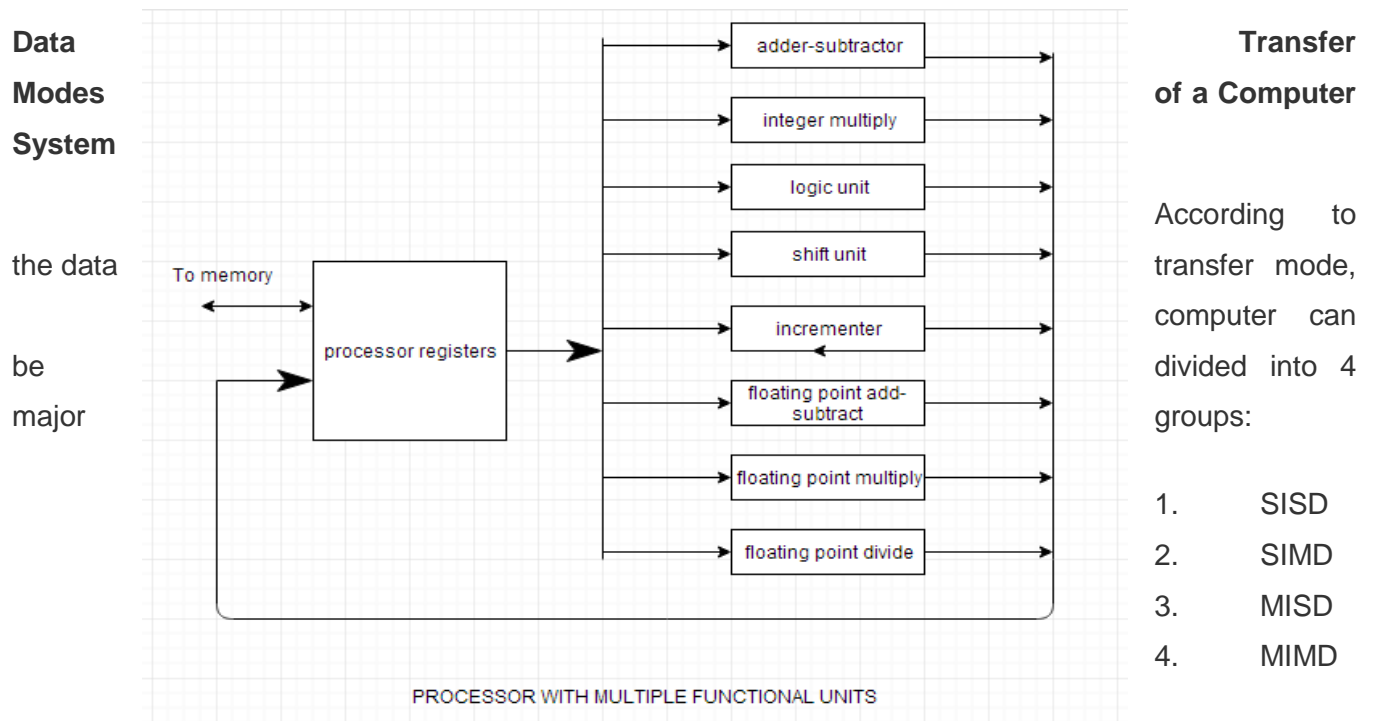 Data Transfer
Modes of a Computer
System
According to
the data transfer mode,
computer can
be divided into 4
major groups:
1. SISD
2. SIMD
3. MISD
4. MIMD
To memory
processor registers
adder-subtractor
integer multiply
logic unit
shift unit
incrementer
floating point add-
subtract
floating point multiply
floating point divide
PROCESSOR WITH MULTIPLE FUNCTIONAL UNITS